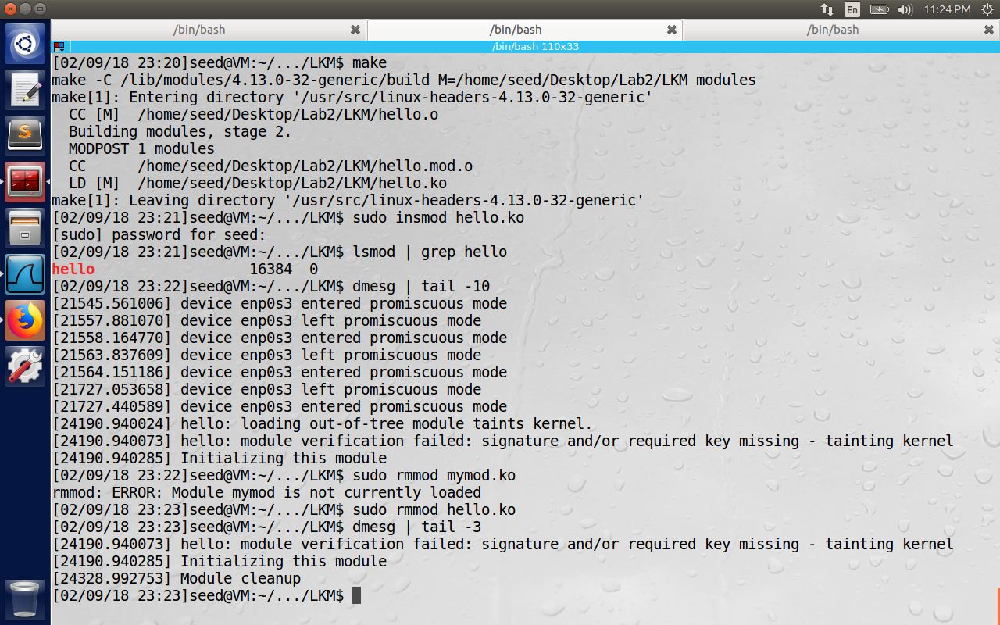 En 11:24 PM
/bin/bash /bin/bash /bin/bash
/bin/bash 110x33
[02/09/18 23:20]seed@VM:~/.../LKM$ make
make -C /lib/modules/4.13.0-32-generic/build M=/home/seed/Desktop/Lab2/LKM modules
make[1]: Entering directory '/usr/src/linux-headers-4.13.0-32-generic'
  CC [M]  /home/seed/Desktop/Lab2/LKM/hello.o
  Building modules, stage 2.
  MODPOST 1 modules
  CC      /home/seed/Desktop/Lab2/LKM/hello.mod.o
  LD [M]  /home/seed/Desktop/Lab2/LKM/hello.ko
make[1]: Leaving directory '/usr/src/linux-headers-4.13.0-32-generic'
[02/09/18 23:21]seed@VM:~/.../LKM$ sudo insmod hello.ko
[sudo] password for seed:
[02/09/18 23:21]seed@VM:~/.../LKM$ lsmod | grep hello
hello                  16384  0
[02/09/18 23:22]seed@VM:~/.../LKM$ dmesg | tail -10
[21545.561006] device enp0s3 entered promiscuous mode
[21557.881070] device enp0s3 left promiscuous mode
[21558.164770] device enp0s3 entered promiscuous mode
[21563.837609] device enp0s3 left promiscuous mode
[21564.151186] device enp0s3 entered promiscuous mode
[21727.053658] device enp0s3 left promiscuous mode
[21727.440589] device enp0s3 entered promiscuous mode
[24190.940024] hello: loading out-of-tree module taints kernel.
[24190.940073] hello: module verification failed: signature and/or required key missing - tainting kernel
[24190.940285] Initializing this module
[02/09/18 23:22]seed@VM:~/.../LKM$ sudo rmmod mymod.ko
rmmod: ERROR: Module mymod is not currently loaded
[02/09/18 23:23]seed@VM:~/.../LKM$ sudo rmmod hello.ko
[02/09/18 23:23]seed@VM:~/.../LKM$ dmesg | tail -3
[24190.940073] hello: module verification failed: signature and/or required key missing - tainting kernel
[24190.940285] Initializing this module
[24328.992753] Module cleanup
[02/09/18 23:23]seed@VM:~/.../LKM$